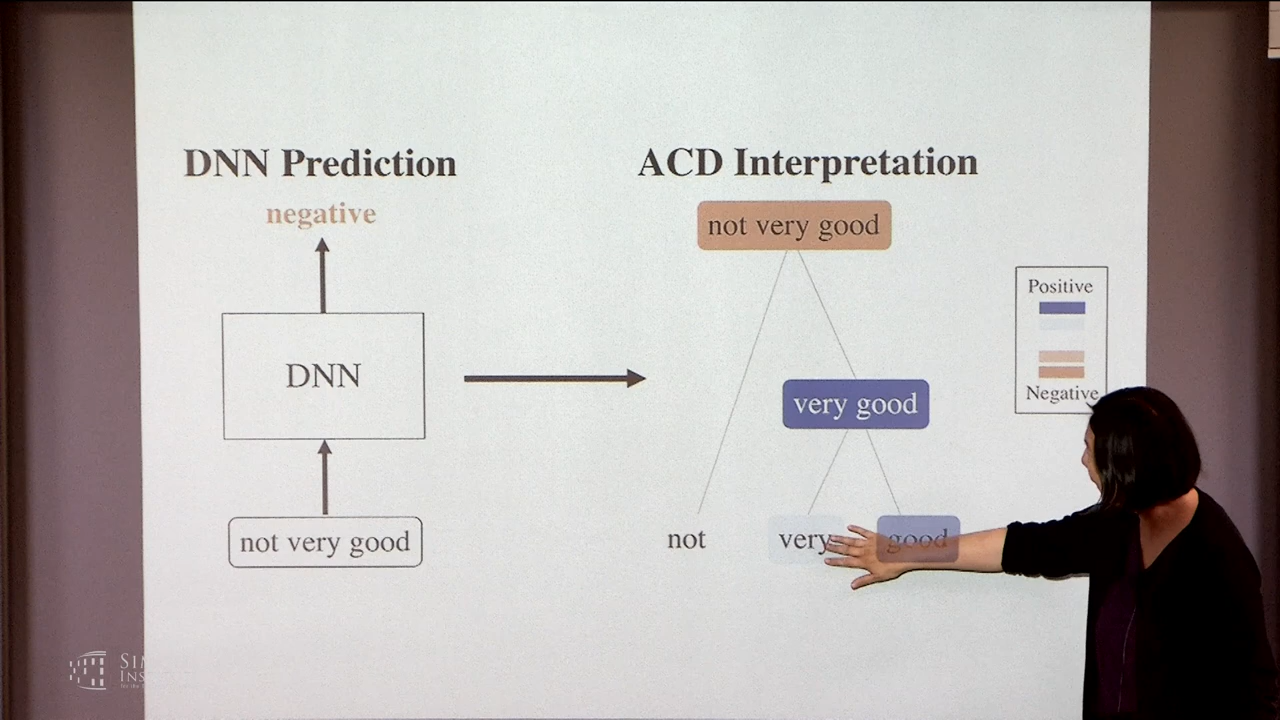 DNN Prediction
negative
DNN
not very good
ACD Interpretation
not very good
very good
not
very
good
Positive
Negative